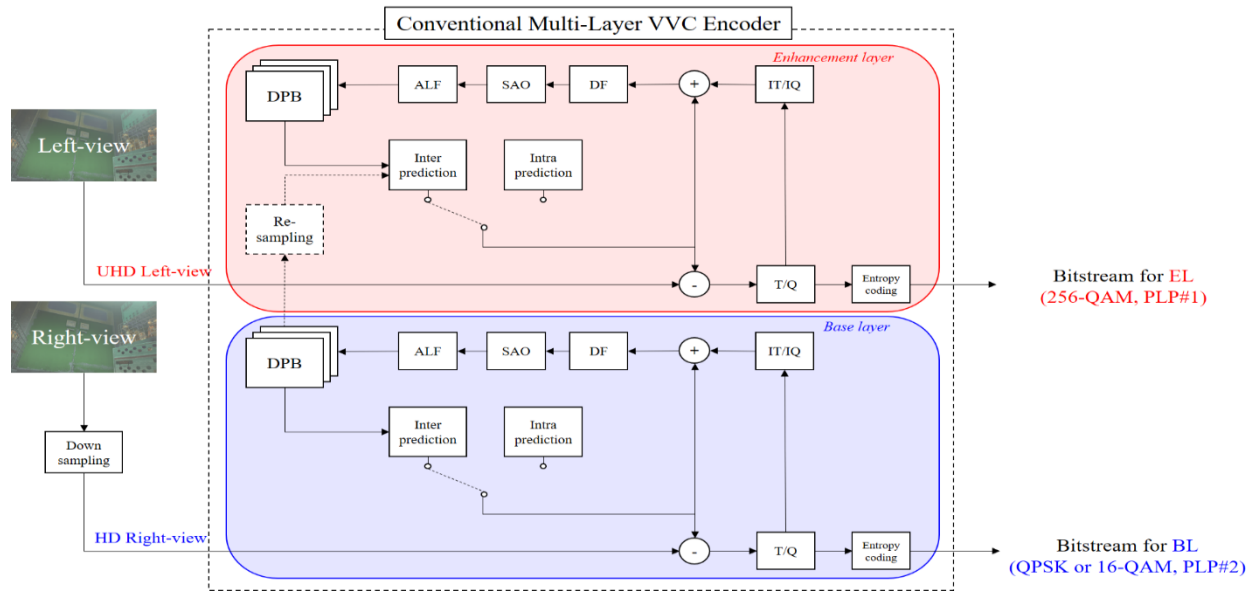 Conventional Multi-Layer VVC Encoder
Enhancement layer
DPB
ALF
SAO
DF
+
IT/IQ
Left-view
Inter
prediction
Intra
prediction
Re-
sampling
UHD Left-view
-
T/Q
Entropy
coding
Bitstream for EL
(256-QAM, PLP#1)
Right-view
Base layer
DPB
ALF
SAO
DF
+
IT/IQ
Inter
prediction
Intra
prediction
Down
sampling
HD Right-view
-
T/Q
Entropy
coding
Bitstream for BL
(QPSK or 16-QAM, PLP#2)